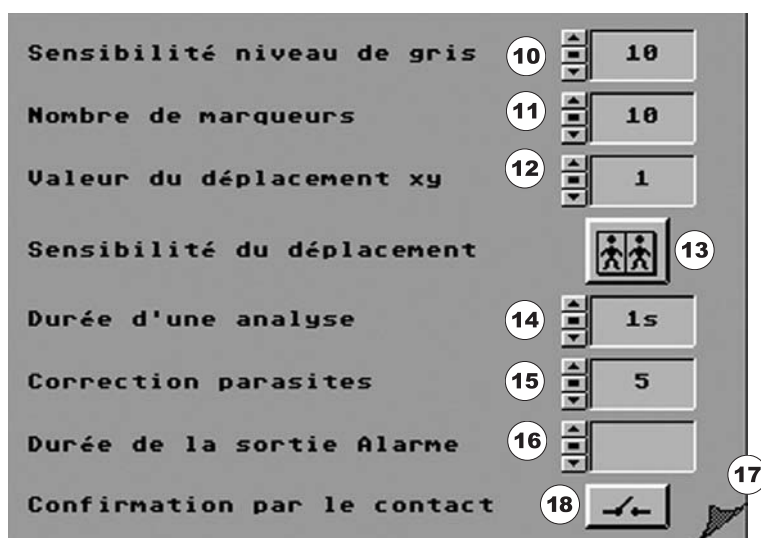 Sensibilité niveau de gris 10 10
Nombre de marqueurs 11 10
Valeur du déplacement xy 12 1
Sensibilité du déplacement 13
Durée d'une analyse 14 1s
Correction parasites 15 5
Durée de la sortie Alarme 16
17
Confirmation par le contact 18